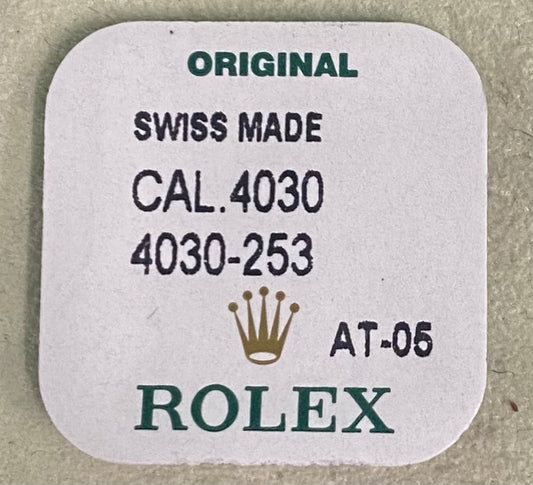 ORIGINAL
SWISS MADE
CAL.4030
4030-253
AT-05
ROLEX